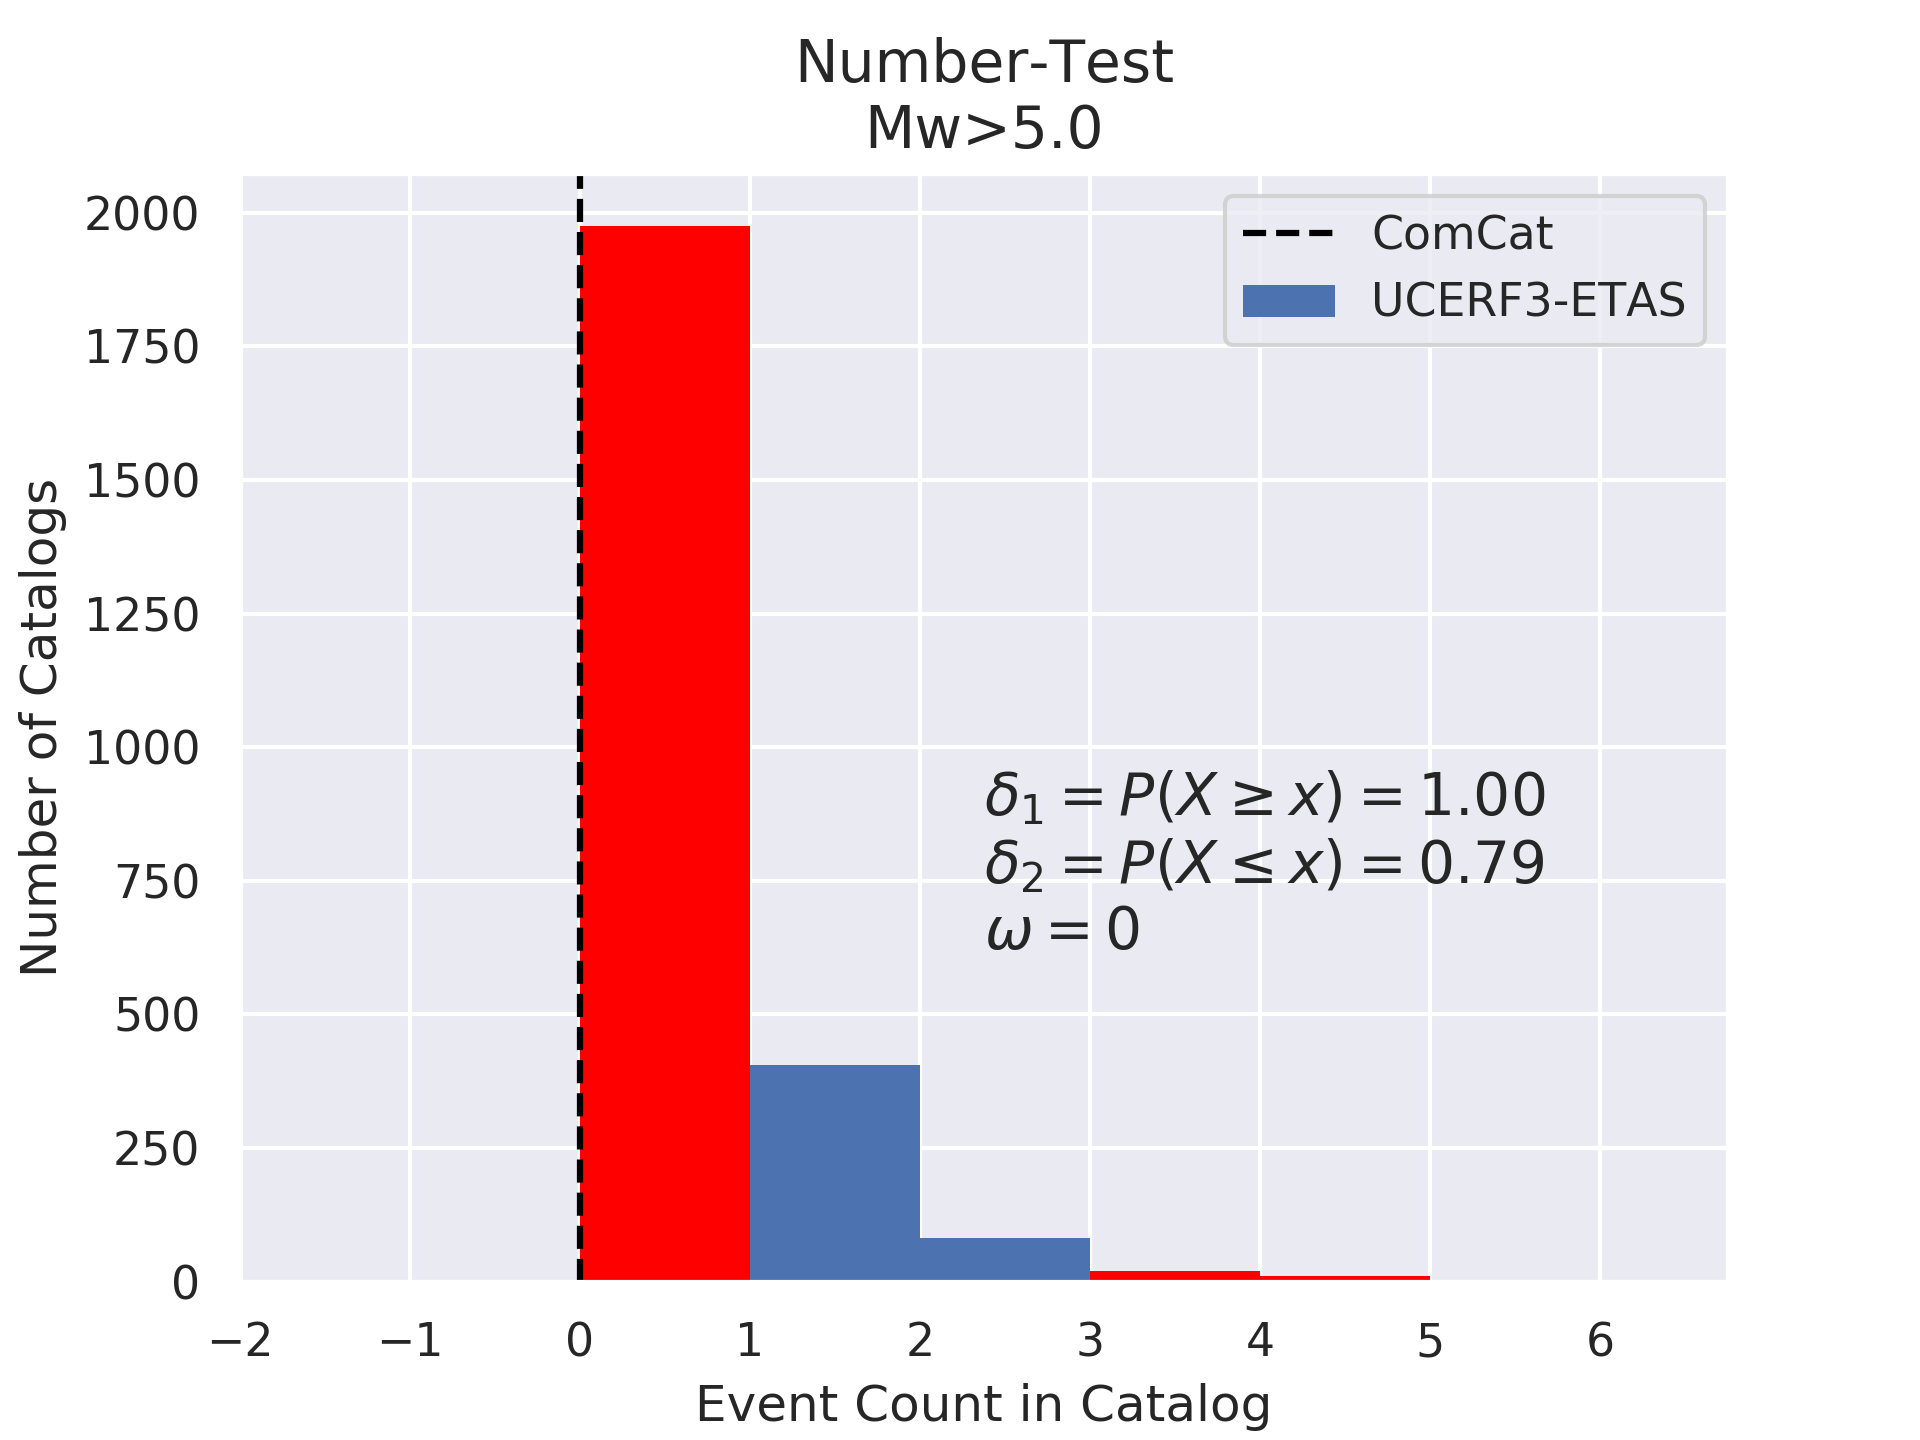 Number-Test
Mw>5.0
2000
1750
1500
1250
1000
750
500
250
0
Number of Catalogs
ComCat
UCERF3-ETAS
δ₁ = P(X ≥ x) = 1.00
δ₂ = P(X ≤ x) = 0.79
ω = 0
−2 −1 0 1 2 3 4 5 6
Event Count in Catalog